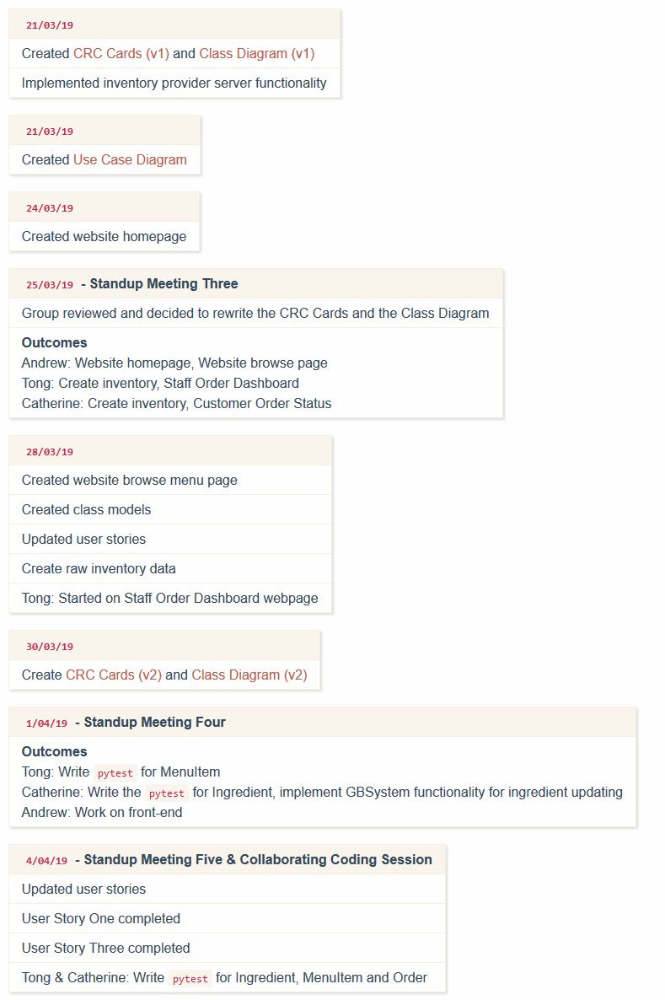 21/03/19
Created CRC Cards (v1) and Class Diagram (v1)
Implemented inventory provider server functionality
21/03/19
Created Use Case Diagram
24/03/19
Created website homepage
25/03/19 - Standup Meeting Three
Group reviewed and decided to rewrite the CRC Cards and the Class Diagram
Outcomes
Andrew: Website homepage, Website browse page
Tong: Create inventory, Staff Order Dashboard
Catherine: Create inventory, Customer Order Status
28/03/19
Created website browse menu page
Created class models
Updated user stories
Create raw inventory data
Tong: Started on Staff Order Dashboard webpage
30/03/19
Create CRC Cards (v2) and Class Diagram (v2)
1/04/19 - Standup Meeting Four
Outcomes
Tong: Write pytest for MenuItem
Catherine: Write the pytest for Ingredient, implement GBSystem functionality for ingredient updating
Andrew: Work on front-end
4/04/19 - Standup Meeting Five & Collaborating Coding Session
Updated user stories
User Story One completed
User Story Three completed
Tong & Catherine: Write pytest for Ingredient, MenuItem and Order